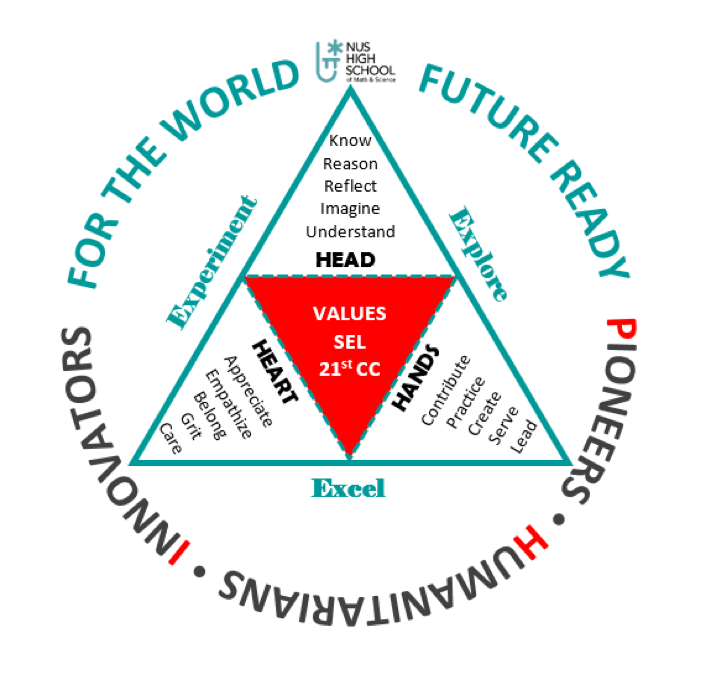 NUS
HIGH
SCHOOL
of Math & Science
FOR THE WORLD
FUTURE READY
Know
Reason
Reflect
Imagine
Understand
HEAD
Experiment
Explore
VALUES
SEL
21st CC
HEART
Appreciate
Empathize
Belong
Grit
Care
HANDS
Contribute
Practice
Create
Serve
Lead
Excel
PIONEERS • HUMANITARIANS • INNOVATORS